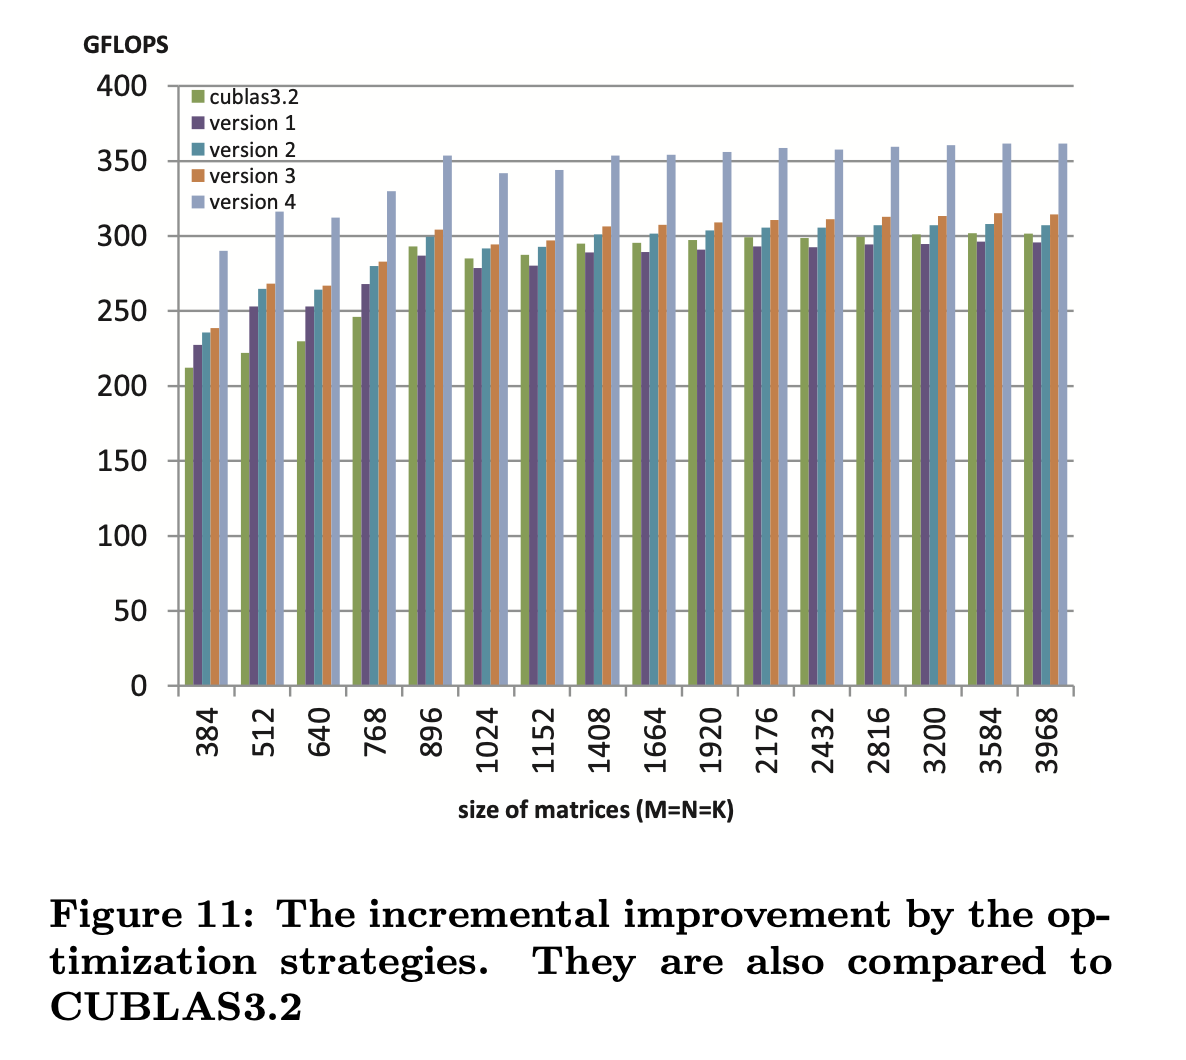 GFLOPS
400
350
300
250
200
150
100
50
0
cublas3.2
version 1
version 2
version 3
version 4
384 512 640 768 896 1024 1152 1408 1664 1920 2176 2432 2816 3200 3584 3968
size of matrices (M=N=K)
Figure 11: The incremental improvement by the op-
timization strategies. They are also compared to
CUBLAS3.2